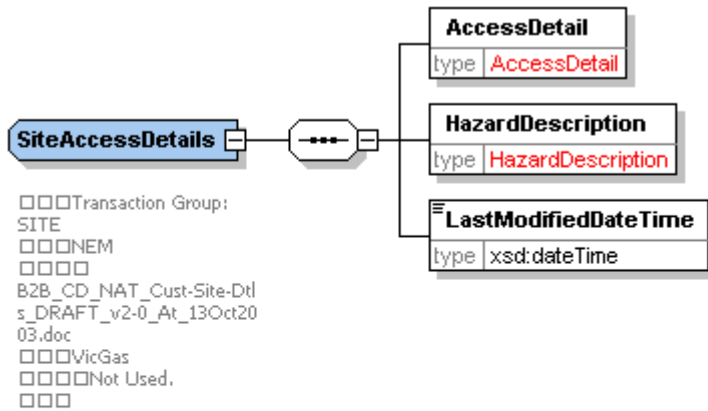 AccessDetail
type AccessDetail
SiteAccessDetails
HazardDescription
type HazardDescription
LastModifiedDateTime
type xsd:dateTime
□□□Transaction Group:
SITE
□□□NEM
□□□□
B2B_CD_NAT_Cust-Site-Dtl
s_DRAFT_v2-0_At_13Oct20
03.doc
□□□VicGas
□□□□Not Used.
□□□